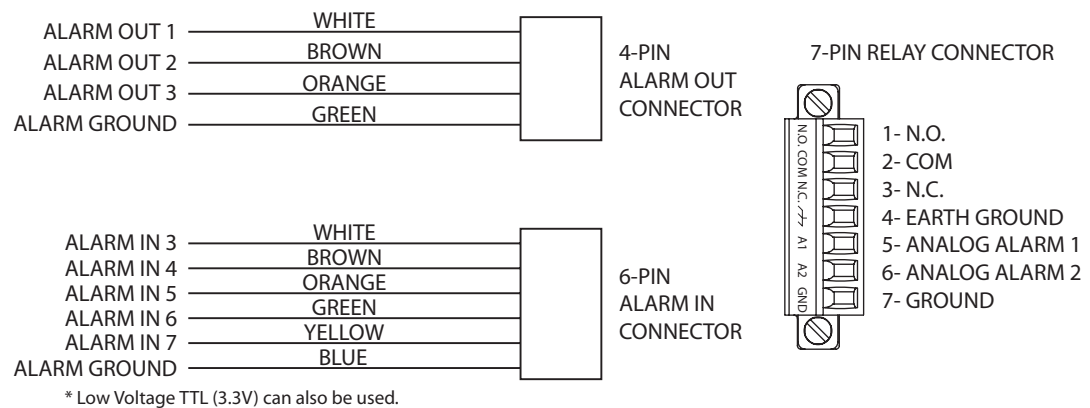 ALARM OUT 1
WHITE
ALARM OUT 2
BROWN
ALARM OUT 3
ORANGE
ALARM GROUND
GREEN
4-PIN
ALARM OUT
CONNECTOR
ALARM IN 3
WHITE
ALARM IN 4
BROWN
ALARM IN 5
ORANGE
ALARM IN 6
GREEN
ALARM IN 7
YELLOW
ALARM GROUND
BLUE
6-PIN
ALARM IN
CONNECTOR
* Low Voltage TTL (3.3V) can also be used.
7-PIN RELAY CONNECTOR
N.O. COM N.C. A1 A2 GND
1- N.O.
2- COM
3- N.C.
4- EARTH GROUND
5- ANALOG ALARM 1
6- ANALOG ALARM 2
7- GROUND